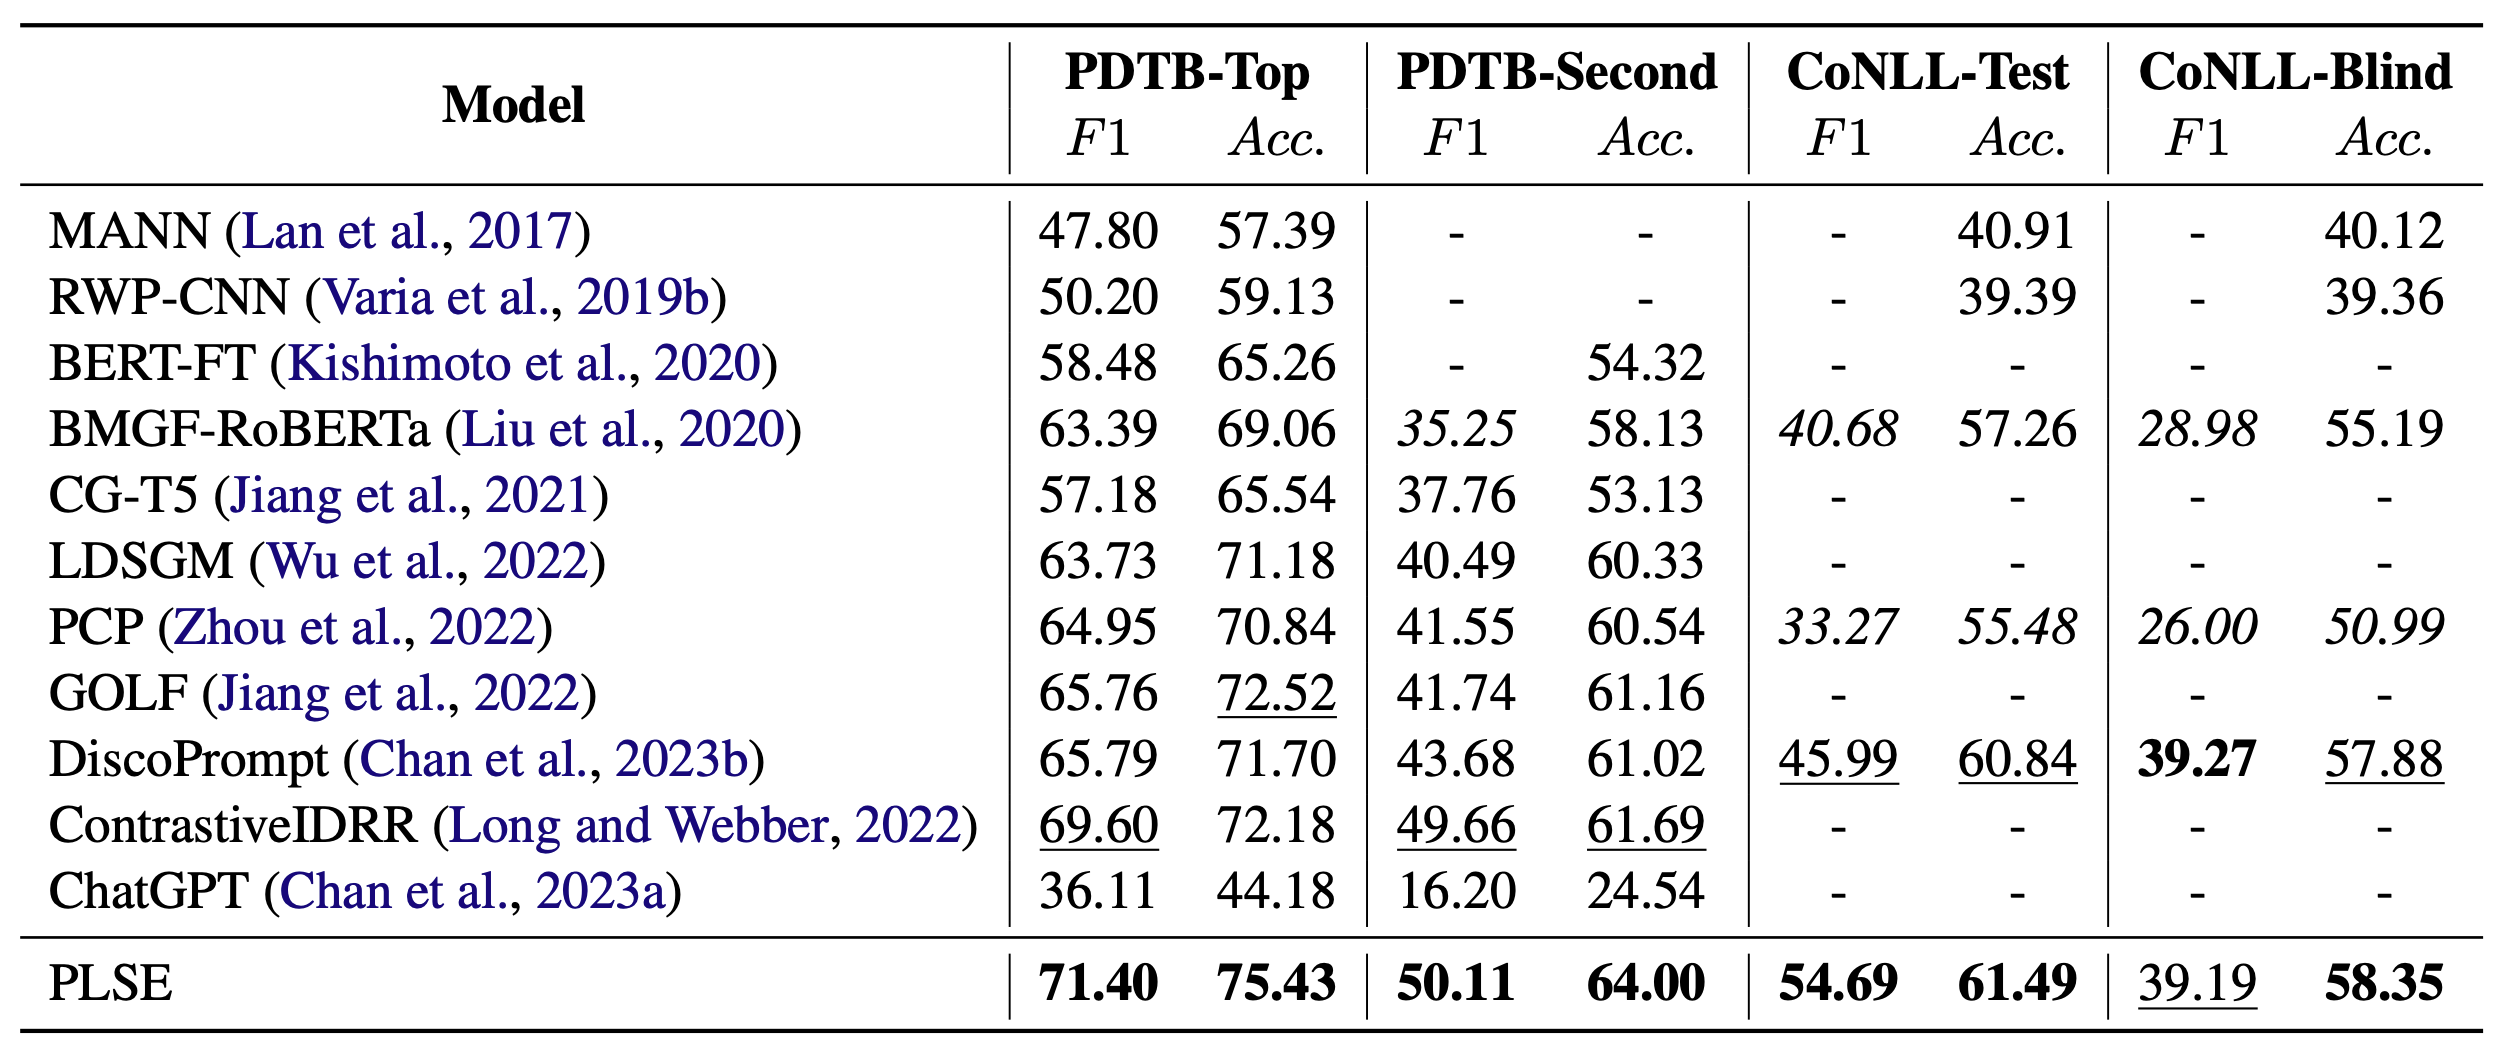 Model PDTB-Top PDTB-Second CoNLL-Test CoNLL-Blind
F1 Acc. F1 Acc. F1 Acc. F1 Acc.
MANN (Lan et al., 2017) 47.80 57.39 - - - 40.91 - 40.12
RWP-CNN (Varia et al., 2019b) 50.20 59.13 - - - 39.39 - 39.36
BERT-FT (Kishimoto et al., 2020) 58.48 65.26 - 54.32 - - - -
BMGF-RoBERTa (Liu et al., 2020) 63.39 69.06 35.25 58.13 40.68 57.26 28.98 55.19
CG-T5 (Jiang et al., 2021) 57.18 65.54 37.76 53.13 - - - -
LDSGM (Wu et al., 2022) 63.73 71.18 40.49 60.33 - - - -
PCP (Zhou et al., 2022) 64.95 70.84 41.55 60.54 33.27 55.48 26.00 50.99
GOLF (Jiang et al., 2022) 65.76 72.52 41.74 61.16 - - - -
DiscoPrompt (Chan et al., 2023b) 65.79 71.70 43.68 61.02 45.99 60.84 39.27 57.88
ContrastiveIDRR (Long and Webber, 2022) 69.60 72.18 49.66 61.69 - - - -
ChatGPT (Chan et al., 2023a) 36.11 44.18 16.20 24.54 - - - -
PLSE 71.40 75.43 50.11 64.00 54.69 61.49 39.19 58.35